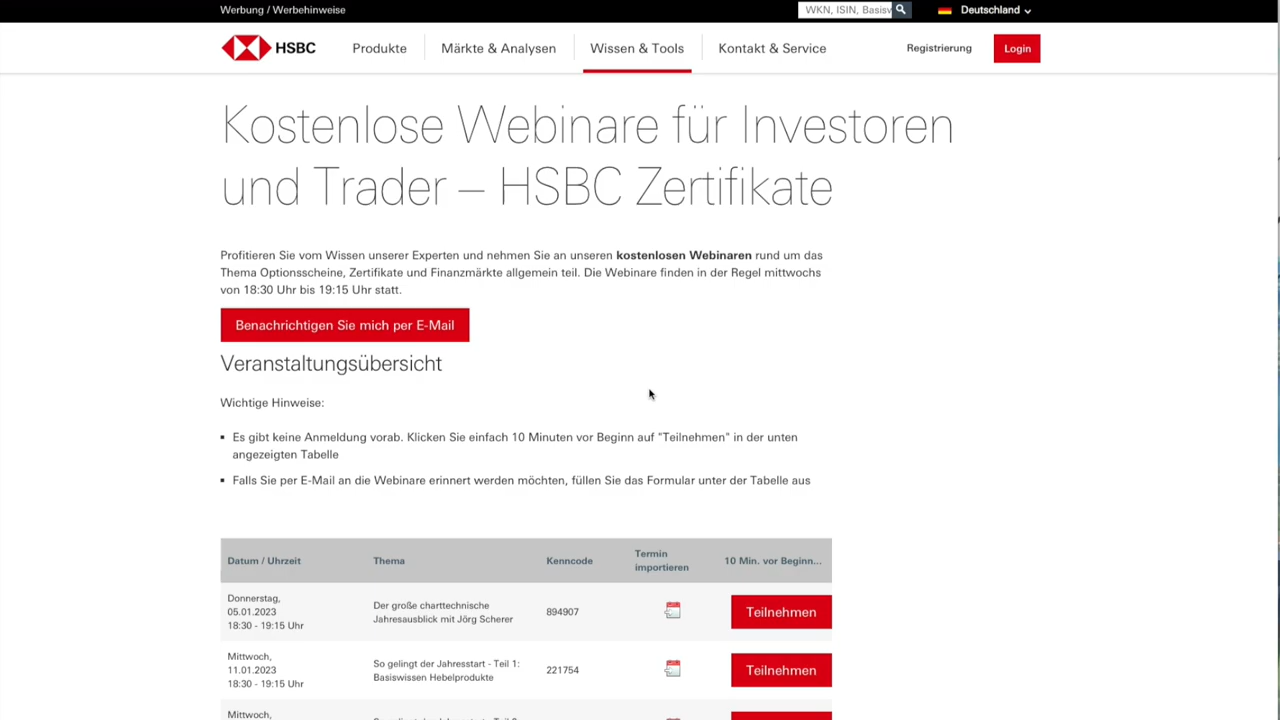 Werbung / Werbehinweise
WKN, ISIN, Basisv
Deutschland
HSBC
Produkte
Märkte & Analysen
Wissen & Tools
Kontakt & Service
Registrierung
Login
Kostenlose Webinare für Investoren
und Trader – HSBC Zertifikate
Profitieren Sie vom Wissen unserer Experten und nehmen Sie an unseren kostenlosen Webinaren rund um das
Thema Optionsscheine, Zertifikate und Finanzmärkte allgemein teil. Die Webinare finden in der Regel mittwochs
von 18:30 Uhr bis 19:15 Uhr statt.
Benachrichtigen Sie mich per E-Mail
Veranstaltungsübersicht
Wichtige Hinweise:
▪ Es gibt keine Anmeldung vorab. Klicken Sie einfach 10 Minuten vor Beginn auf "Teilnehmen" in der unten
angezeigten Tabelle
▪ Falls Sie per E-Mail an die Webinare erinnert werden möchten, füllen Sie das Formular unter der Tabelle aus
Datum / Uhrzeit
Thema
Kenncode
Termin
importieren
10 Min. vor Beginn...
Donnerstag,
05.01.2023
18:30 - 19:15 Uhr
Der große charttechnische
Jahresausblick mit Jörg Scherer
894907
Teilnehmen
Mittwoch,
11.01.2023
18:30 - 19:15 Uhr
So gelingt der Jahresstart - Teil 1:
Basiswissen Hebelprodukte
221754
Teilnehmen
Mittwoch,